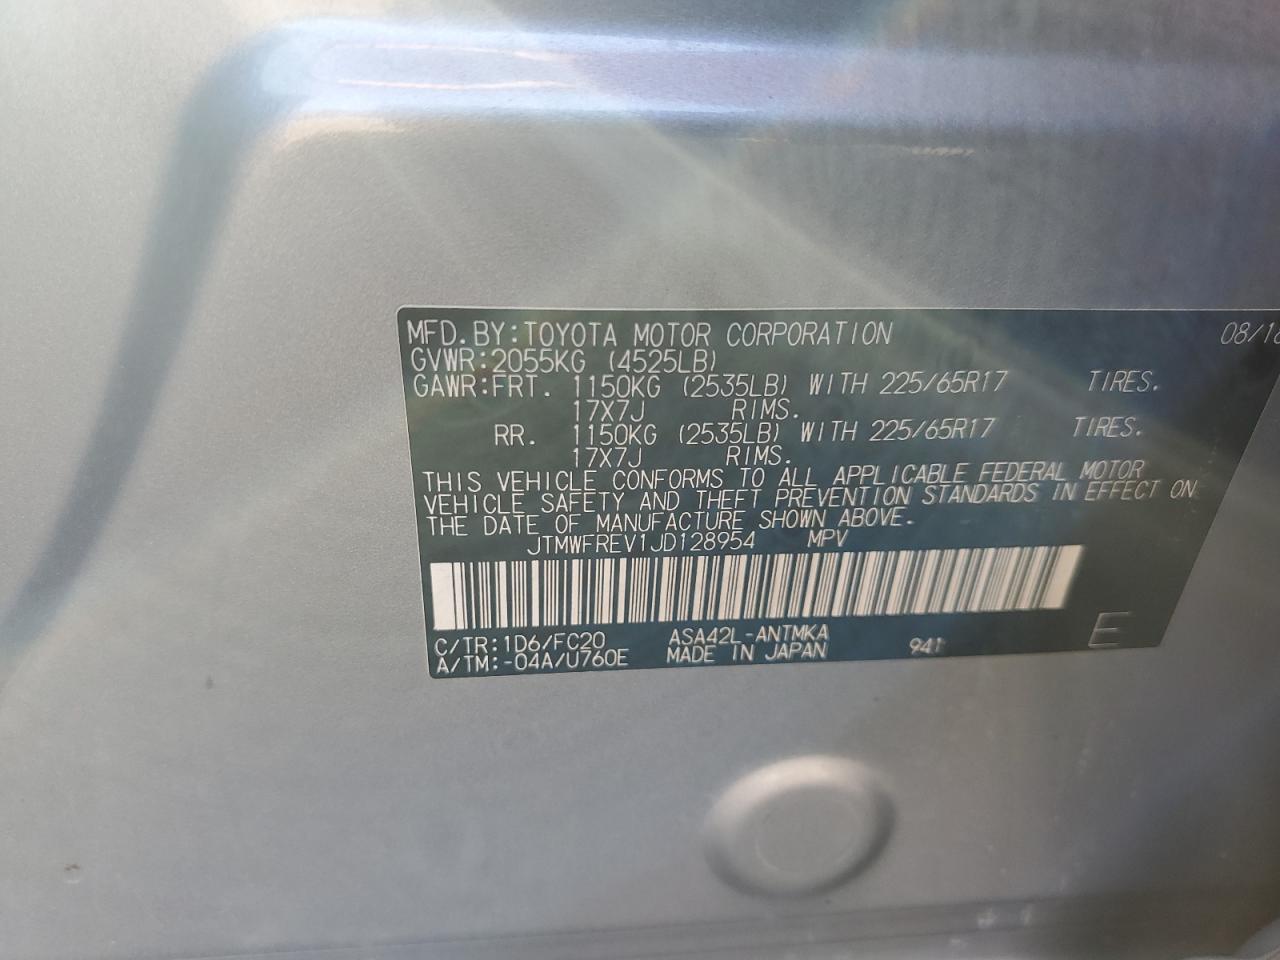 MFD. BY: TOYOTA MOTOR CORPORATION 08/18
GVWR: 2055KG (4525LB)
GAWR: FRT. 1150KG (2535LB) WITH 225/65R17 TIRES.
17X7J RIMS.
RR. 1150KG (2535LB) WITH 225/65R17 TIRES.
17X7J RIMS.
THIS VEHICLE CONFORMS TO ALL APPLICABLE FEDERAL MOTOR
VEHICLE SAFETY AND THEFT PREVENTION STANDARDS IN EFFECT ON
THE DATE OF MANUFACTURE SHOWN ABOVE.
JTMWFREV1JD128954 MPV
C/TR: 1D6/FC20 ASA42L-ANTMKA
A/TM: -04A/U760E MADE IN JAPAN 941 E